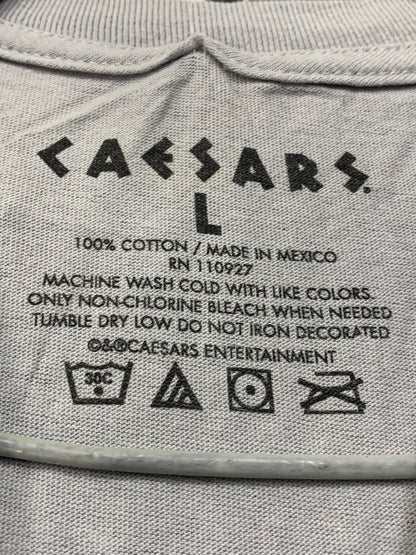 CAESARS.
L
100% COTTON / MADE IN MEXICO
RN 110927
MACHINE WASH COLD WITH LIKE COLORS.
ONLY NON-CHLORINE BLEACH WHEN NEEDED
TUMBLE DRY LOW DO NOT IRON DECORATED
©&®CAESARS ENTERTAINMENT
30C